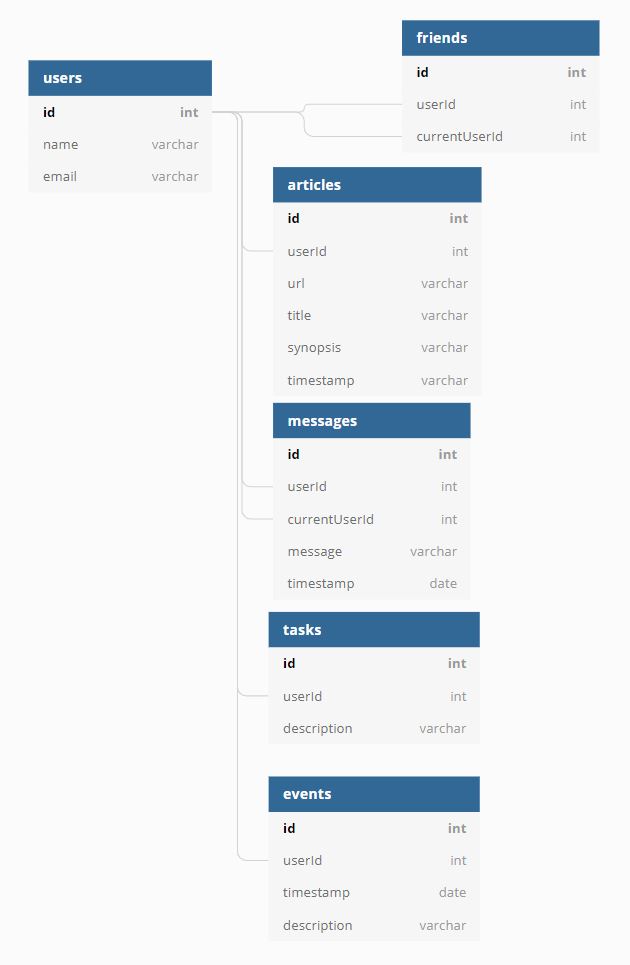 users
id int
name varchar
email varchar
friends
id int
userId int
currentUserId int
articles
id int
userId int
url varchar
title varchar
synopsis varchar
timestamp varchar
messages
id int
userId int
currentUserId int
message varchar
timestamp date
tasks
id int
userId int
description varchar
events
id int
userId int
timestamp date
description varchar